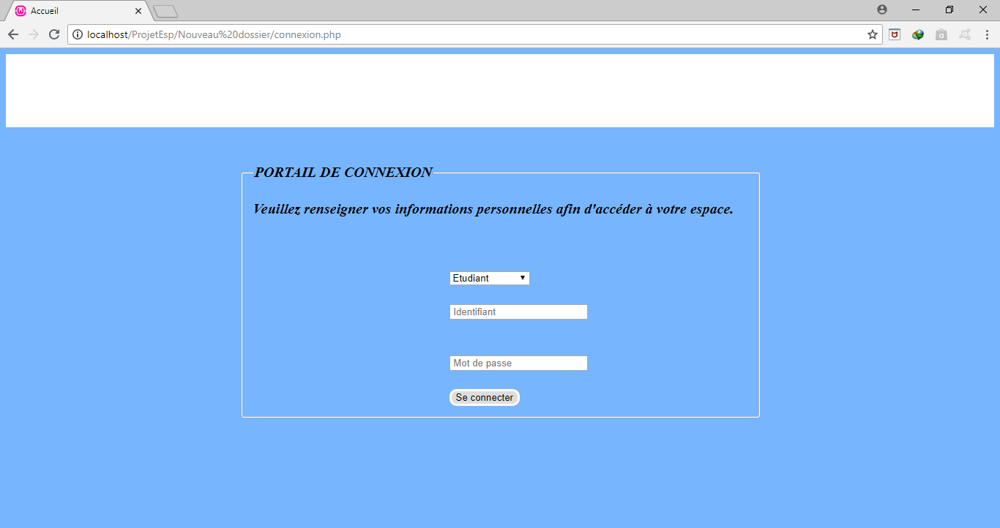 Accueil
localhost/ProjetEsp/Nouveau%20dossier/connexion.php
PORTAIL DE CONNEXION
Veuillez renseigner vos informations personnelles afin d'accéder à votre espace.
Etudiant
Identifiant
Mot de passe
Se connecter